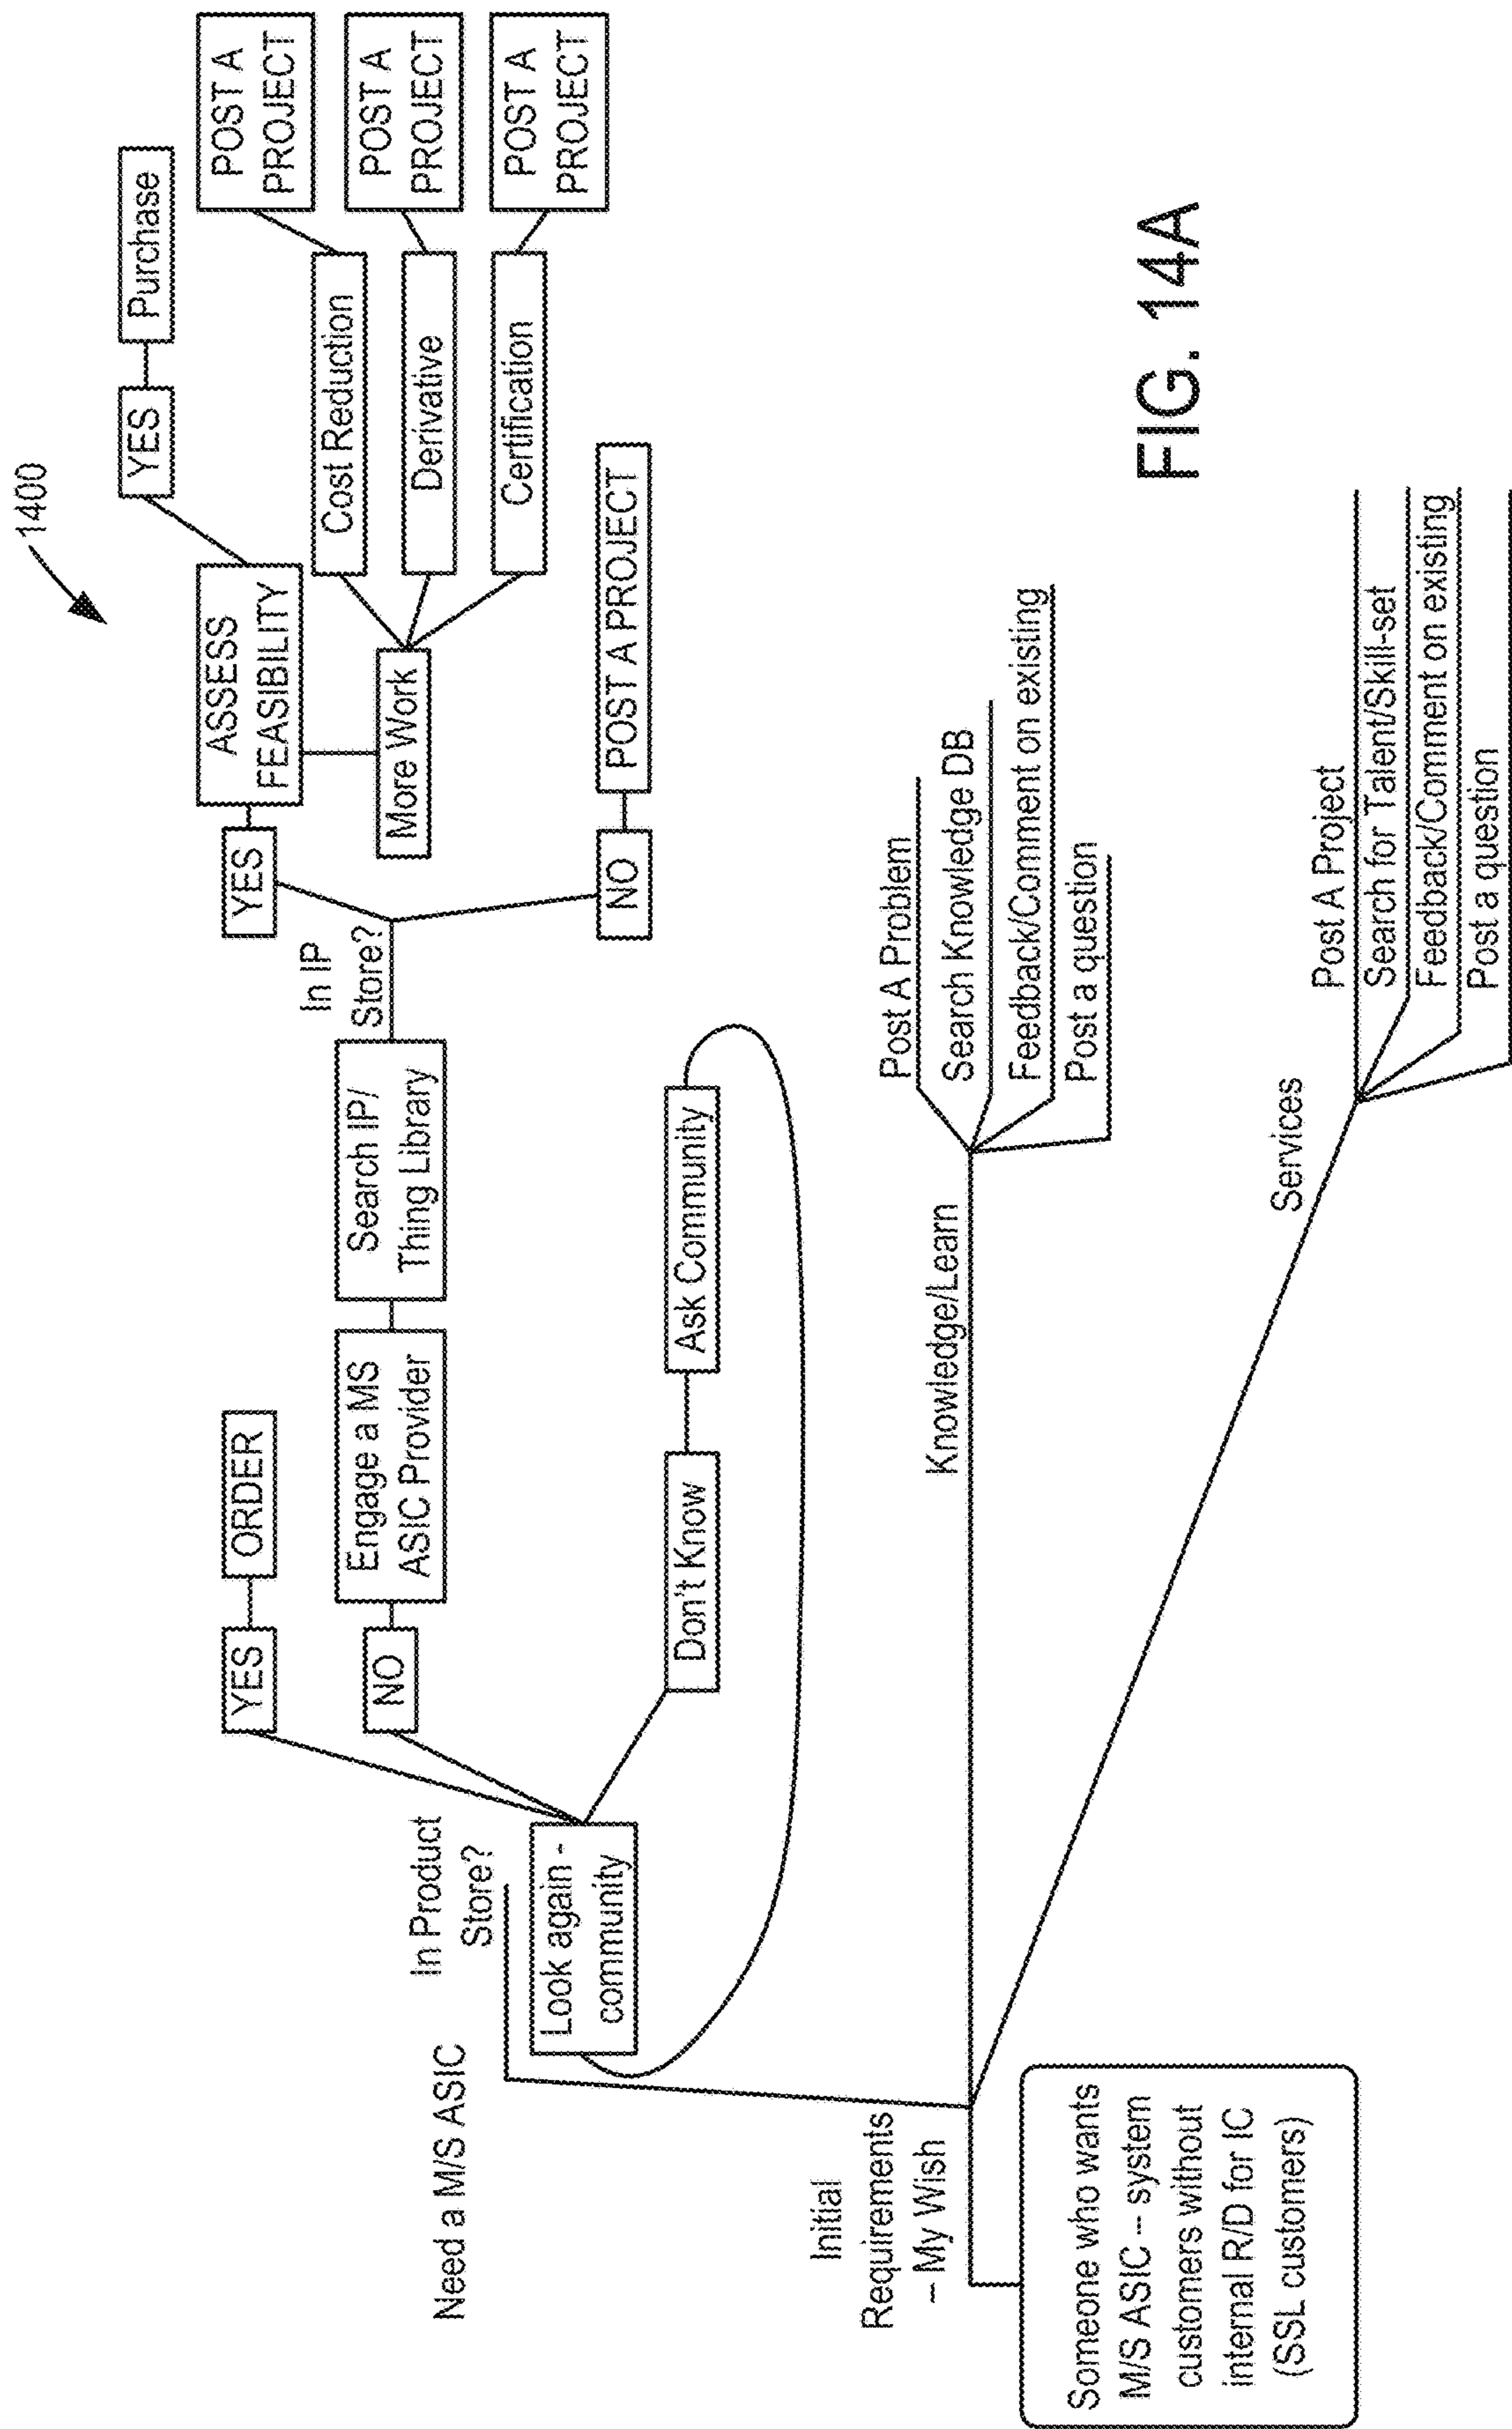 1400
YES
Purchase
ASSESS
FEASIBILITY
YES
More Work
Cost Reduction
POST A
PROJECT
Derivative
POST A
PROJECT
Certification
POST A
PROJECT
In IP
Store?
NO
POST A PROJECT
YES
ORDER
NO
Engage a MS
ASIC Provider
Search IP/
Thing Library
Need a M/S ASIC
In Product
Store?
Look again -
community
Don't Know
Ask Community
Initial
Requirements
-- My Wish
Knowledge/Learn
Post A Problem
Search Knowledge DB
Feedback/Comment on existing
Post a question
Someone who wants
M/S ASIC -- system
customers without
internal R/D for IC
(SSL customers)
Services
Post A Project
Search for Talent/Skill-set
Feedback/Comment on existing
Post a question
FIG. 14A